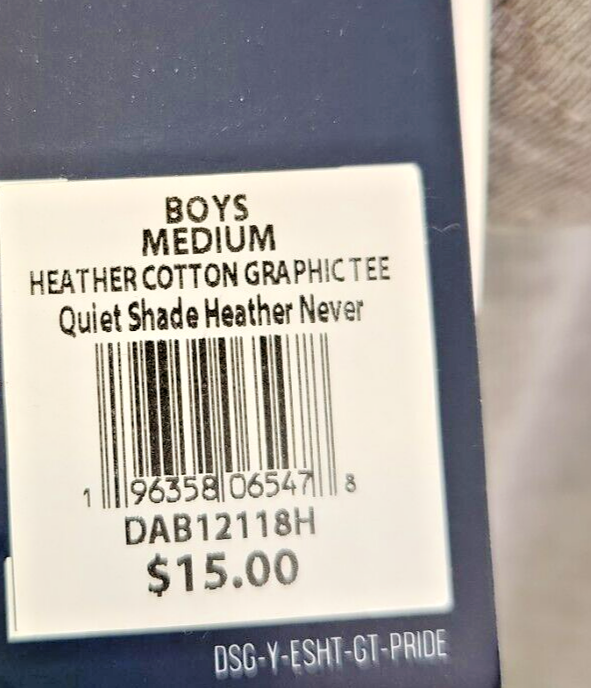 BOYS
MEDIUM
HEATHER COTTON GRAPHIC TEE
Quiet Shade Heather Never
1 96358 06547 8
DAB12118H
$15.00
DSG-Y-ESHT-GT-PRIDE